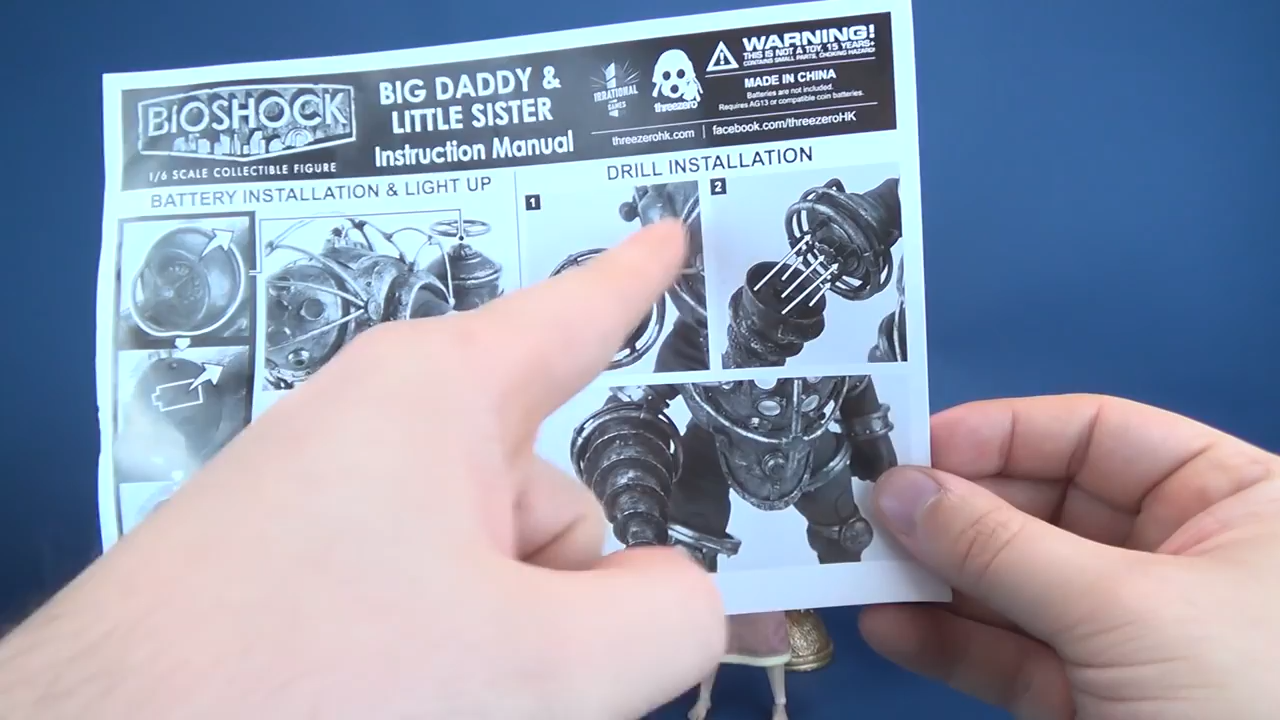 BIOSHOCK
1/6 SCALE COLLECTIBLE FIGURE
BIG DADDY &
LITTLE SISTER
Instruction Manual
IRRATIONAL
GAMES
threezero
WARNING!
THIS IS NOT A TOY, 15 YEARS+
CONTAINS SMALL PARTS, CHOKING HAZARD!
MADE IN CHINA
Batteries are not included.
Requires AG13 or compatible coin batteries.
threezerohk.com | facebook.com/threezeroHK
BATTERY INSTALLATION & LIGHT UP
DRILL INSTALLATION
1
2